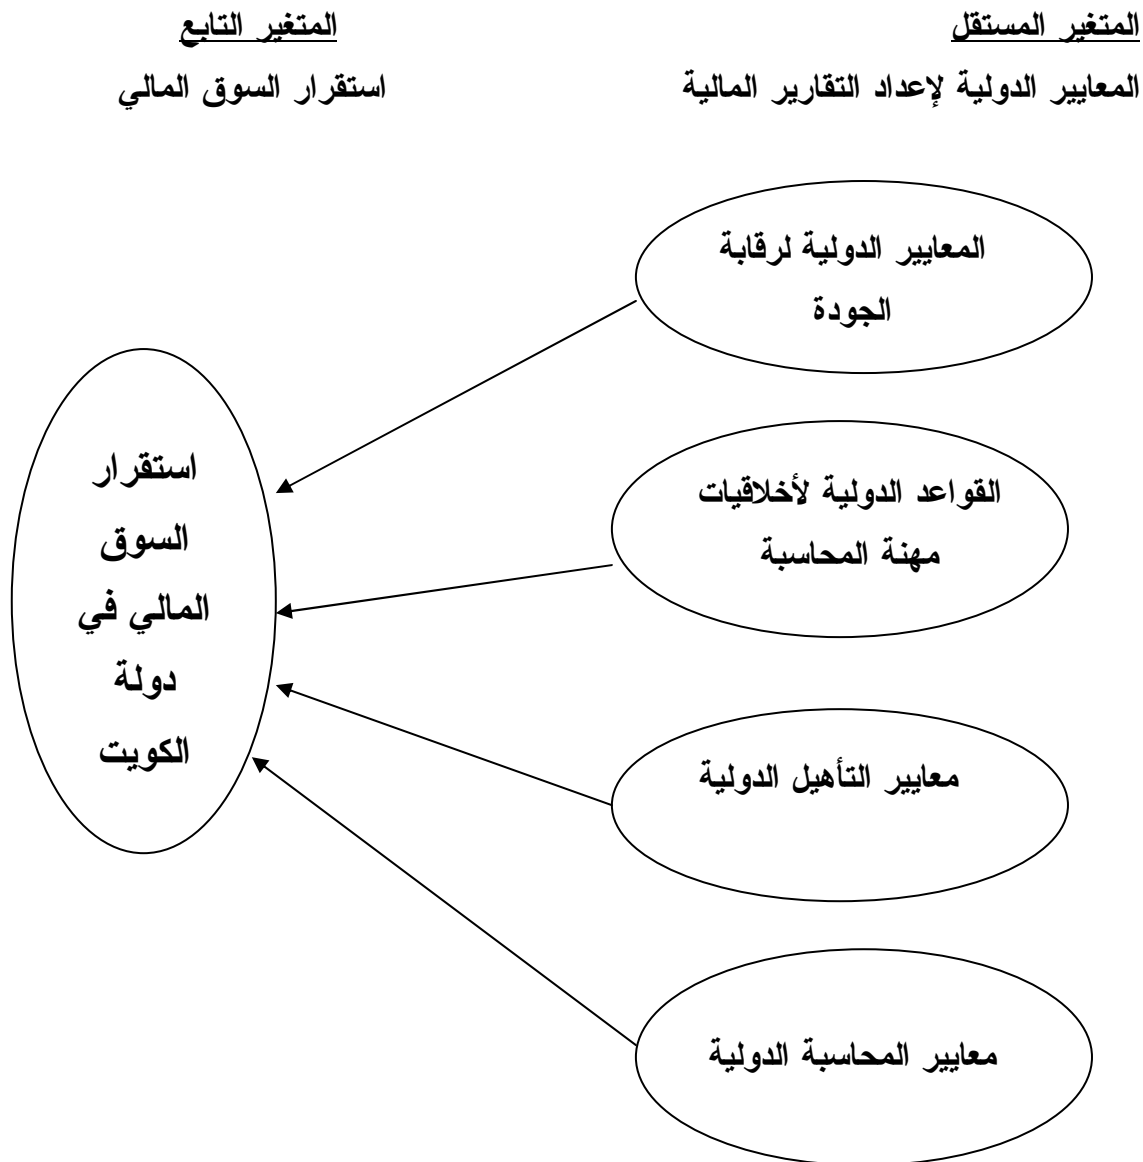 المتغير المستقل
المتغير التابع
المعايير الدولية لإعداد التقارير المالية
استقرار السوق المالي
المعايير الدولية لرقابة
الجودة
القواعد الدولية لأخلاقيات
مهنة المحاسبة
معايير التأهيل الدولية
معايير المحاسبة الدولية
استقرار
السوق
المالي في
دولة
الكويت